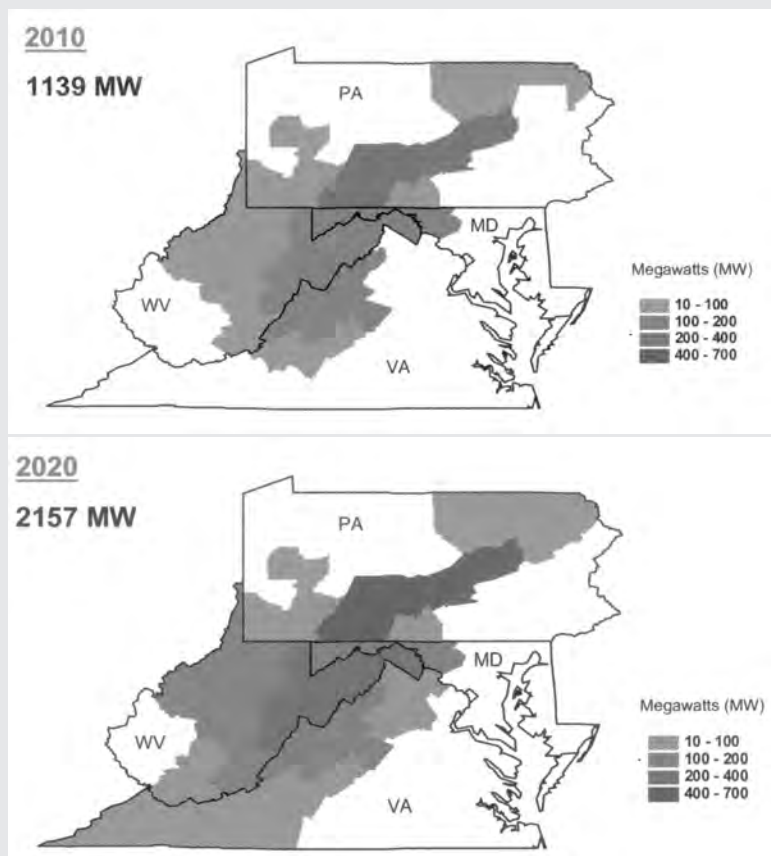 2010
1139 MW
PA
MD
WV
VA
Megawatts (MW)
10 - 100
100 - 200
200 - 400
400 - 700
2020
2157 MW
PA
MD
WV
VA
Megawatts (MW)
10 - 100
100 - 200
200 - 400
400 - 700